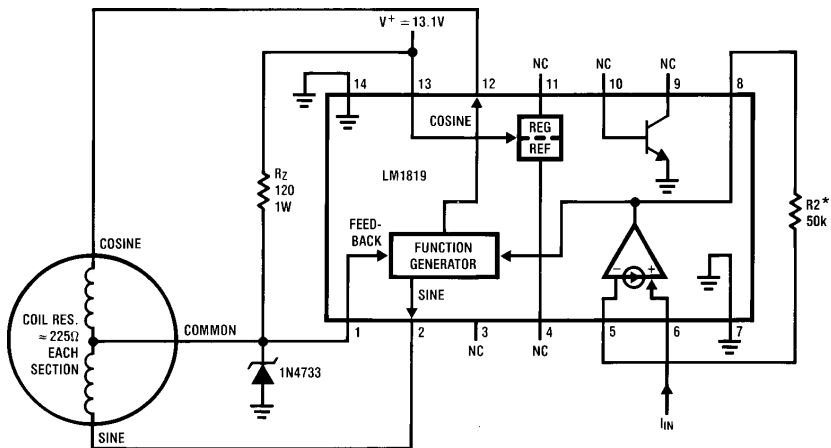 V+ = 13.1V
NC
NC
NC
14
13
12
11
10
9
8
COSINE
REG
REF
LM1819
RZ
120
1W
R2*
50k
FEED-
BACK
FUNCTION
GENERATOR
- +
COSINE
SINE
COIL RES.
≈ 225Ω
EACH
SECTION
COMMON
1
2
3
4
5
6
7
NC
NC
1N4733
SINE
IIN